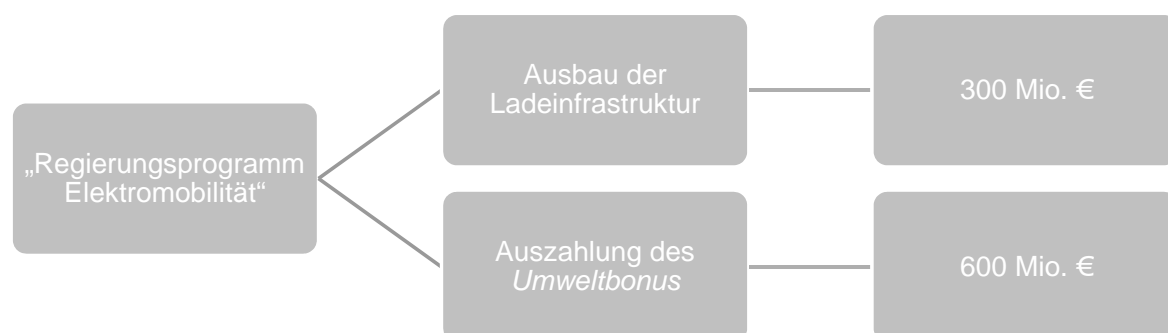 „Regierungsprogramm
Elektromobilität“
Ausbau der
Ladeinfrastruktur
300 Mio. €
Auszahlung des
Umweltbonus
600 Mio. €